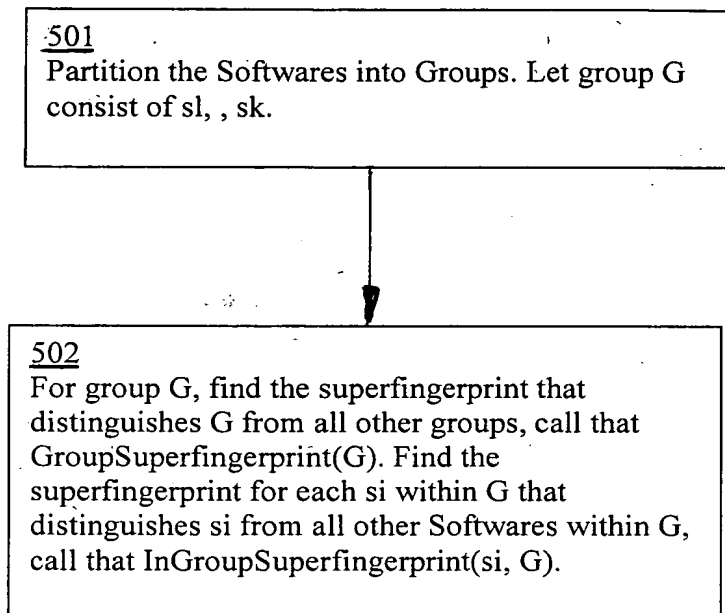 501
Partition the Softwares into Groups. Let group G
consist of sl, , sk.
502
For group G, find the superfingerprint that
distinguishes G from all other groups, call that
GroupSuperfingerprint(G). Find the
superfingerprint for each si within G that
distinguishes si from all other Softwares within G,
call that InGroupSuperfingerprint(si, G).